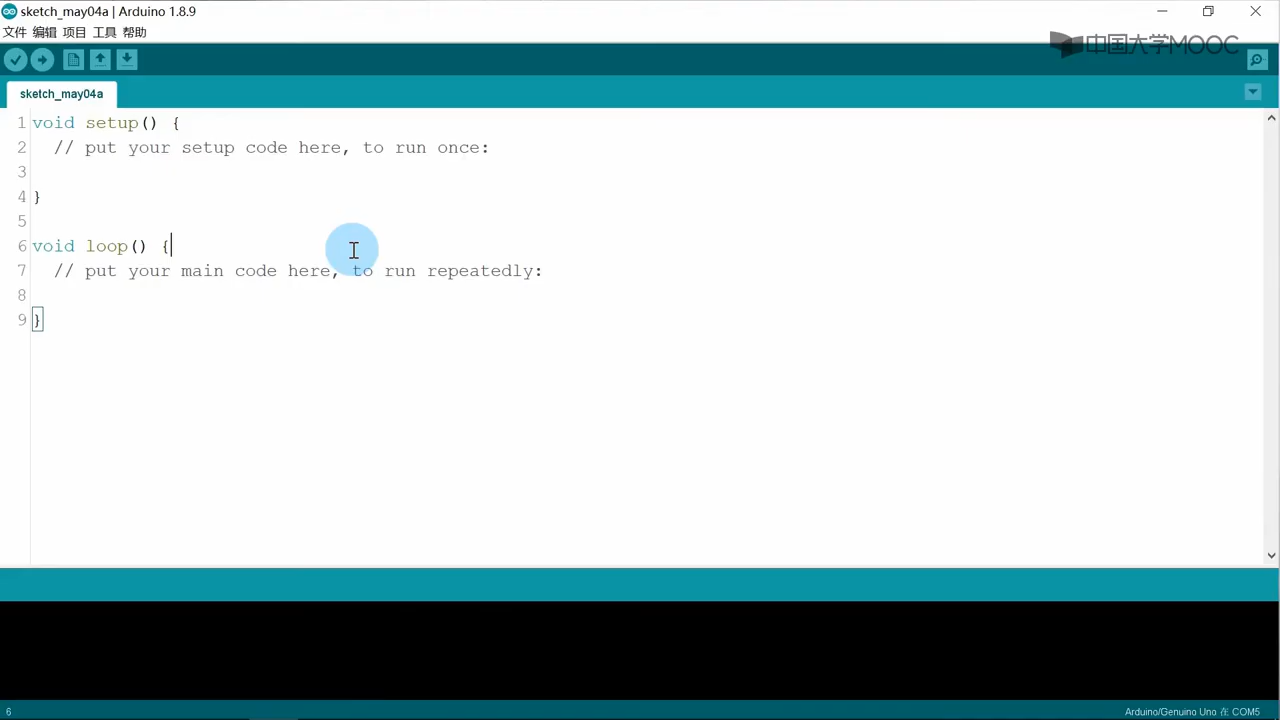 sketch_may04a | Arduino 1.8.9
文件 编辑 项目 工具 帮助
中国大学MOOC
sketch_may04a
1 void setup() {
2 // put your setup code here, to run once:
3
4 }
5
6 void loop() {
7 // put your main code here, to run repeatedly:
8
9 }
6
Arduino/Genuino Uno 在 COM5